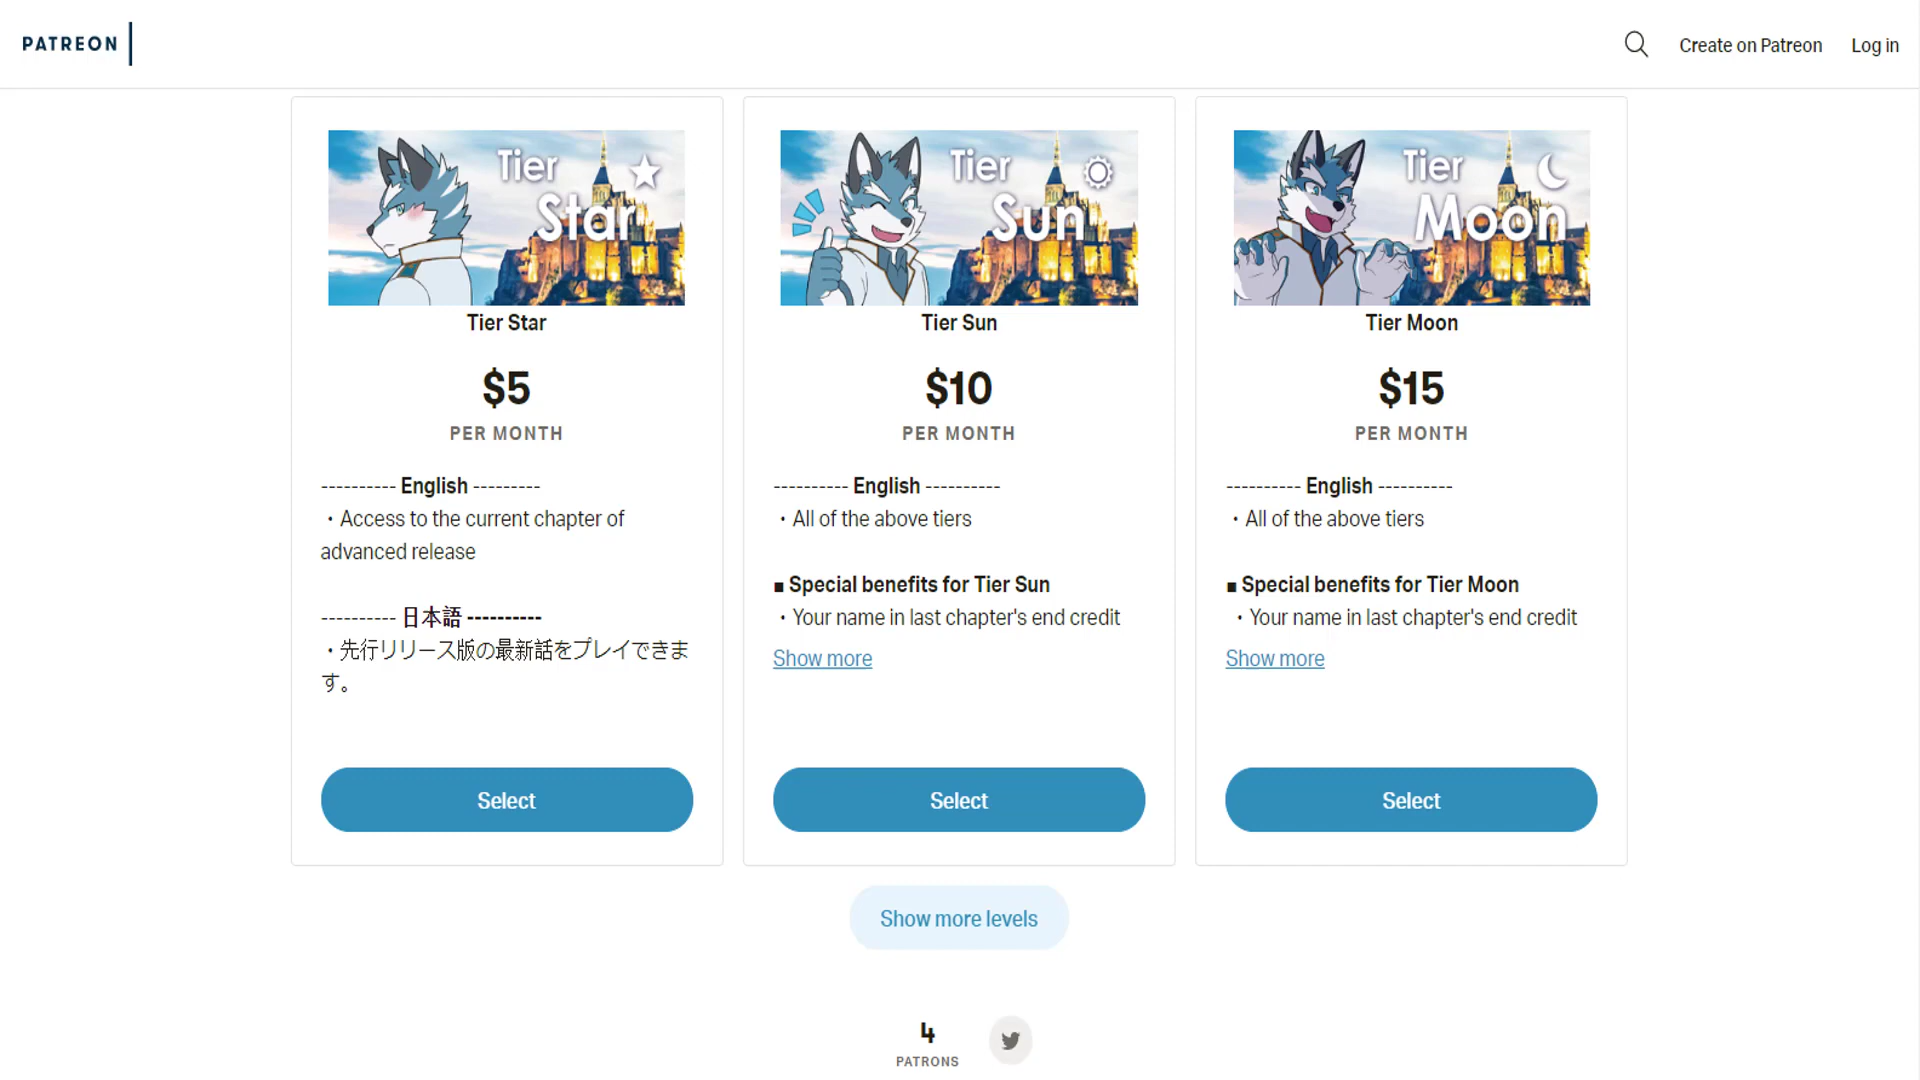 PATREON
Create on Patreon
Log in
Tier
Star
Tier Star
$5
PER MONTH
---------- English ---------
・Access to the current chapter of
advanced release
---------- 日本語 ----------
・先行リリース版の最新話をプレイできま
す。
Select
Tier
Sun
Tier Sun
$10
PER MONTH
---------- English ----------
・All of the above tiers
■ Special benefits for Tier Sun
・Your name in last chapter's end credit
Show more
Select
Tier
Moon
Tier Moon
$15
PER MONTH
---------- English ----------
・All of the above tiers
■ Special benefits for Tier Moon
・Your name in last chapter's end credit
Show more
Select
Show more levels
4
PATRONS